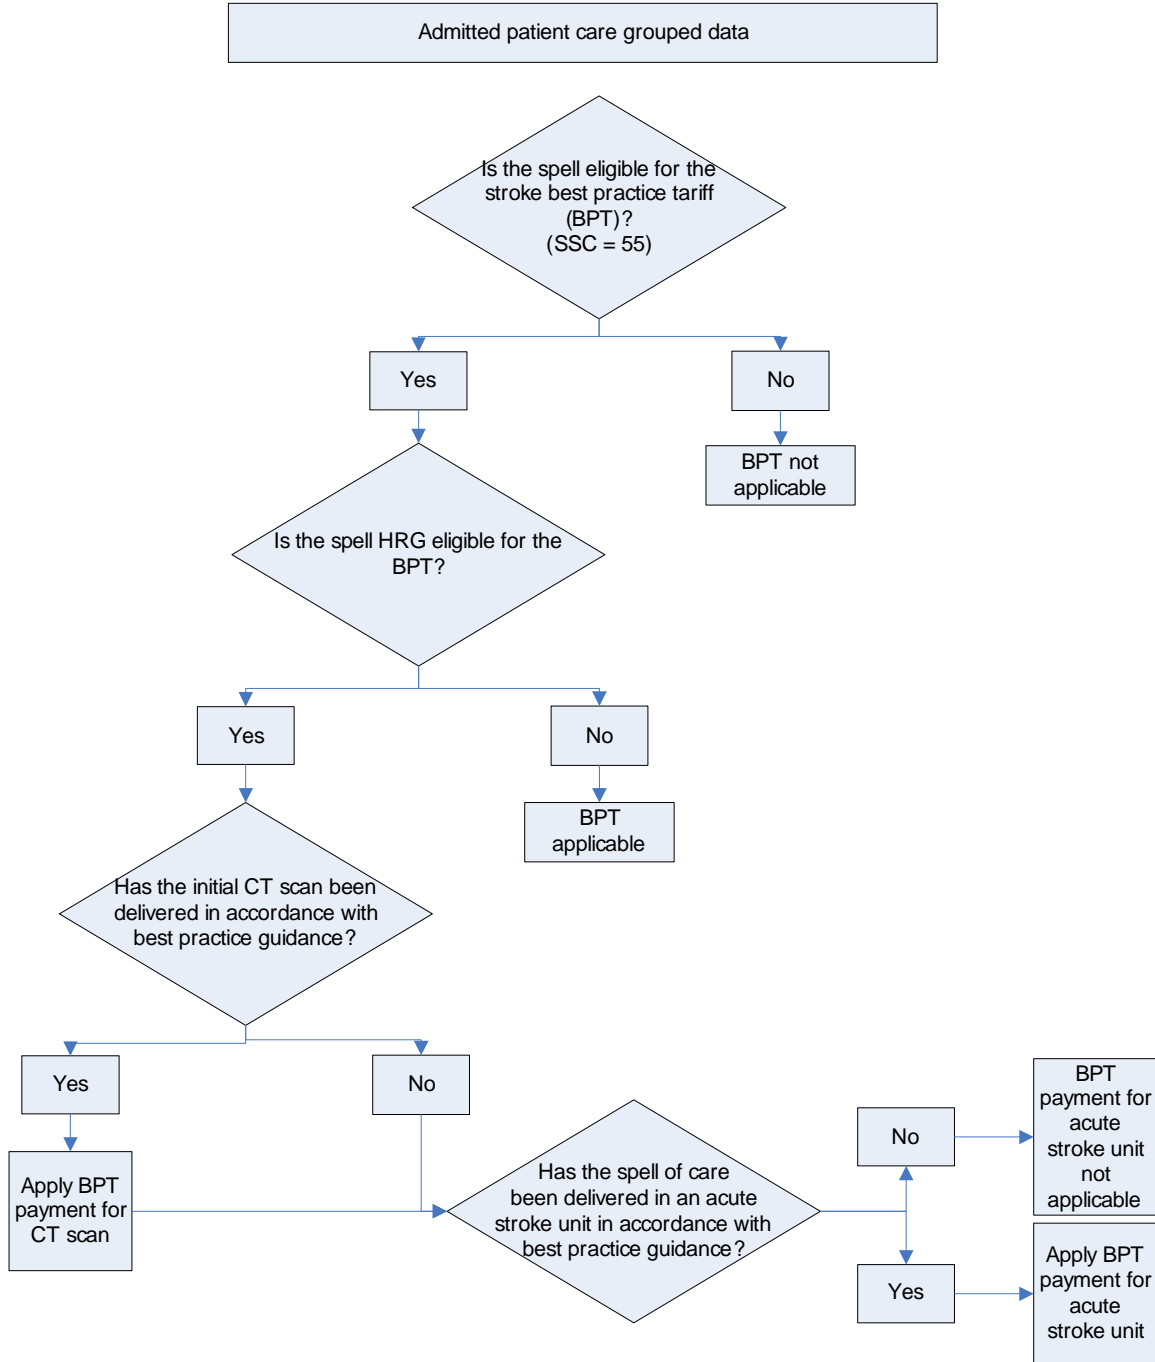 Admitted patient care grouped data
Is the spell eligible for the
stroke best practice tariff
(BPT)?
(SSC = 55)
Yes
No
BPT not
applicable
Is the spell HRG eligible for the
BPT?
Yes
No
BPT
applicable
Has the initial CT scan been
delivered in accordance with
best practice guidance?
Yes
No
Apply BPT
payment for
CT scan
Has the spell of care
been delivered in an acute
stroke unit in accordance with
best practice guidance?
No
BPT
payment for
acute
stroke unit
not
applicable
Yes
Apply BPT
payment for
acute
stroke unit